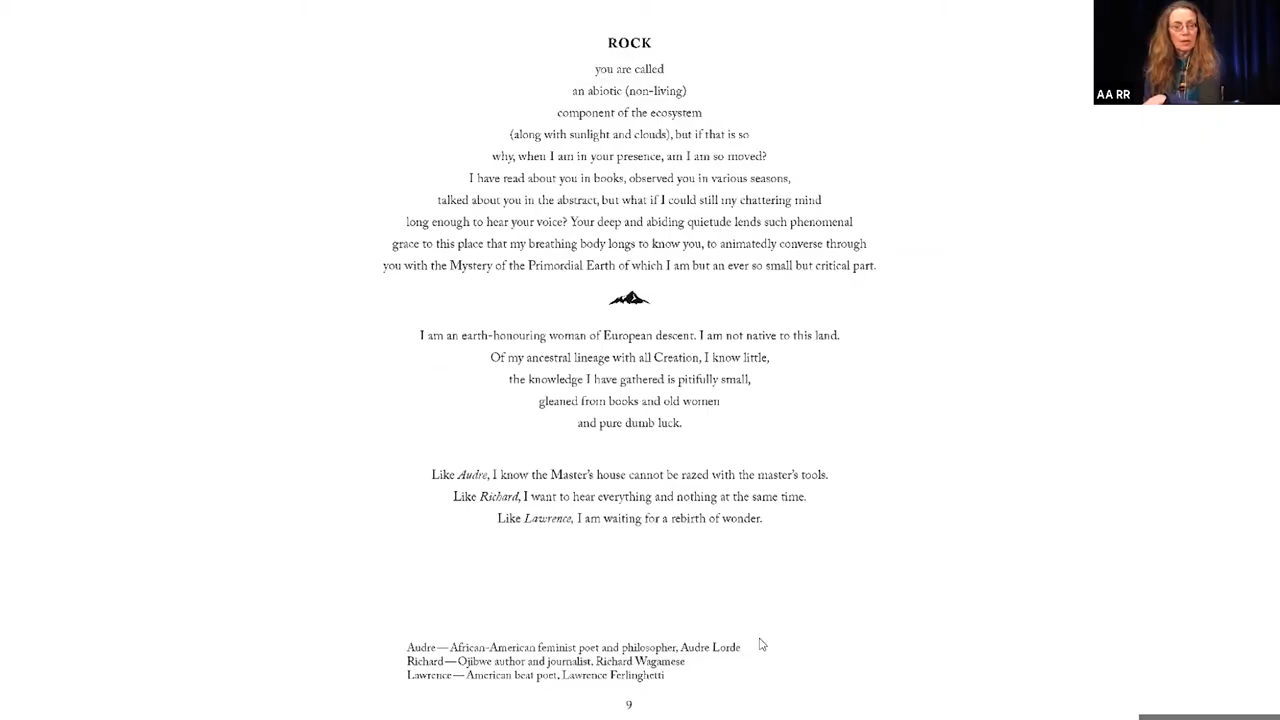 ROCK
you are called
an abiotic (non-living)
component of the ecosystem
(along with sunlight and clouds), but if that is so
why, when I am in your presence, am I am so moved?
I have read about you in books, observed you in various seasons,
talked about you in the abstract, but what if I could still my chattering mind
long enough to hear your voice? Your deep and abiding quietude lends such phenomenal
grace to this place that my breathing body longs to know you, to animatedly converse through
you with the Mystery of the Primordial Earth of which I am but an ever so small but critical part.
I am an earth-honouring woman of European descent. I am not native to this land.
Of my ancestral lineage with all Creation, I know little,
the knowledge I have gathered is pitifully small,
gleaned from books and old women
and pure dumb luck.
Like Audre, I know the Master's house cannot be razed with the master's tools.
Like Richard, I want to hear everything and nothing at the same time.
Like Lawrence, I am waiting for a rebirth of wonder.
Audre—African-American feminist poet and philosopher, Audre Lorde
Richard—Ojibwe author and journalist, Richard Wagamese
Lawrence—American beat poet, Lawrence Ferlinghetti
9
AA RR